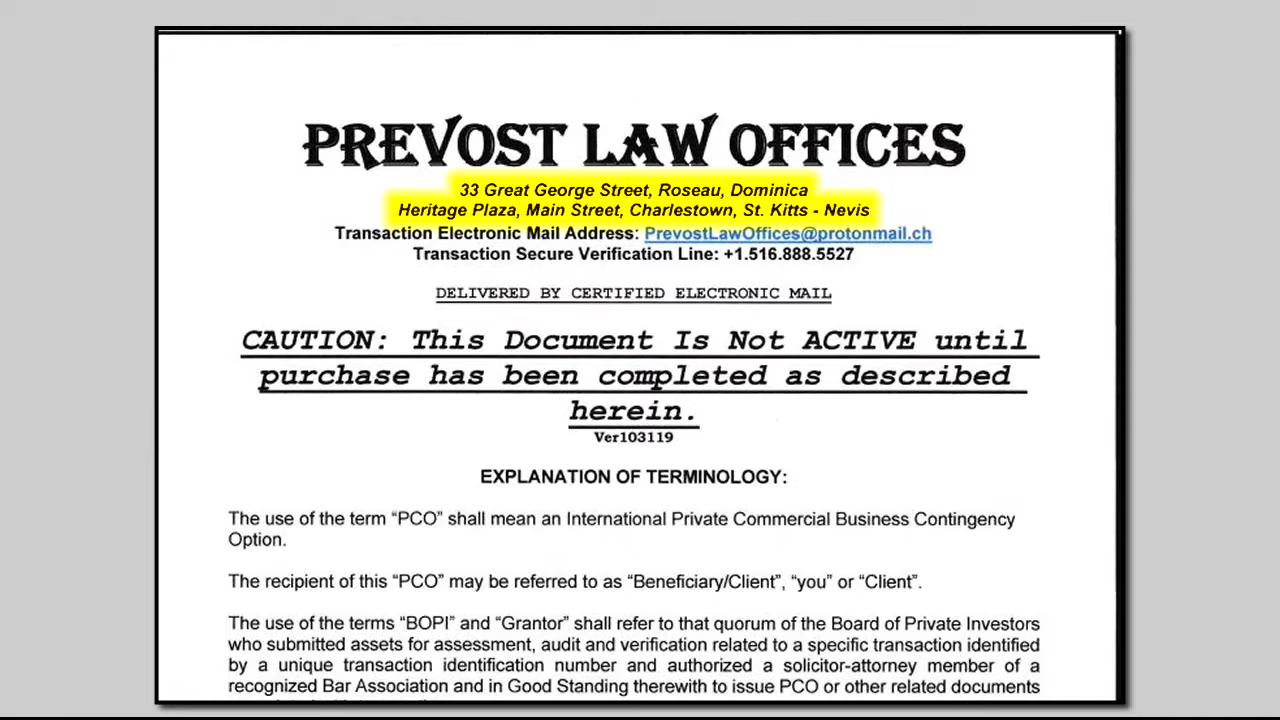 PREVOST LAW OFFICES
33 Great George Street, Roseau, Dominica
Heritage Plaza, Main Street, Charlestown, St. Kitts - Nevis
Transaction Electronic Mail Address: PrevostLawOffices@protonmail.ch
Transaction Secure Verification Line: +1.516.888.5527
DELIVERED BY CERTIFIED ELECTRONIC MAIL
CAUTION: This Document Is Not ACTIVE until
purchase has been completed as described
herein.
Ver103119
EXPLANATION OF TERMINOLOGY:
The use of the term “PCO” shall mean an International Private Commercial Business Contingency
Option.
The recipient of this “PCO” may be referred to as “Beneficiary/Client”, “you” or “Client”.
The use of the terms “BOPI” and “Grantor” shall refer to that quorum of the Board of Private Investors
who submitted assets for assessment, audit and verification related to a specific transaction identified
by a unique transaction identification number and authorized a solicitor-attorney member of a
recognized Bar Association and in Good Standing therewith to issue PCO or other related documents